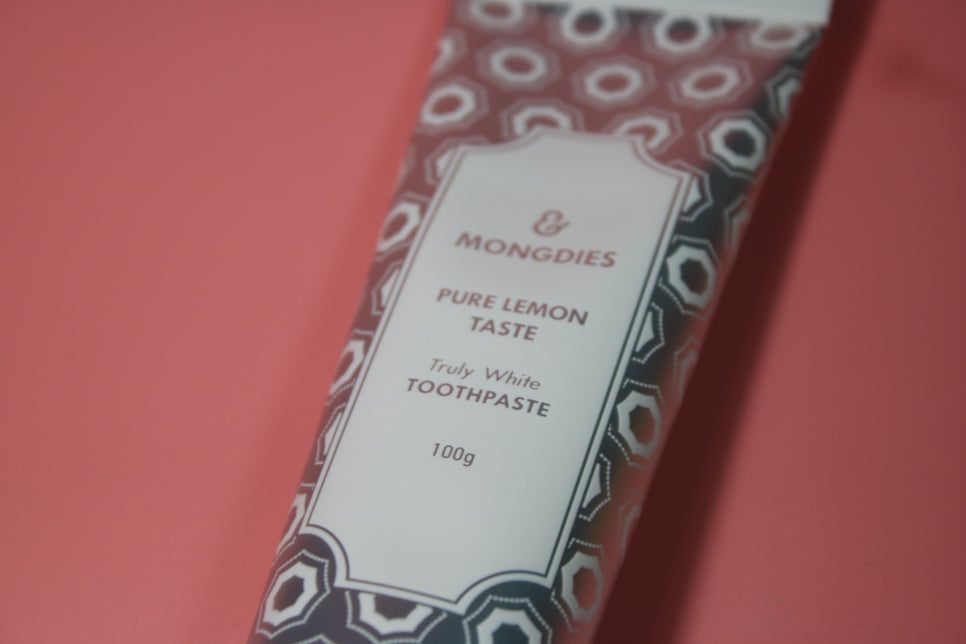 &
MONGDIES
PURE LEMON
TASTE
Truly White
TOOTHPASTE
100g